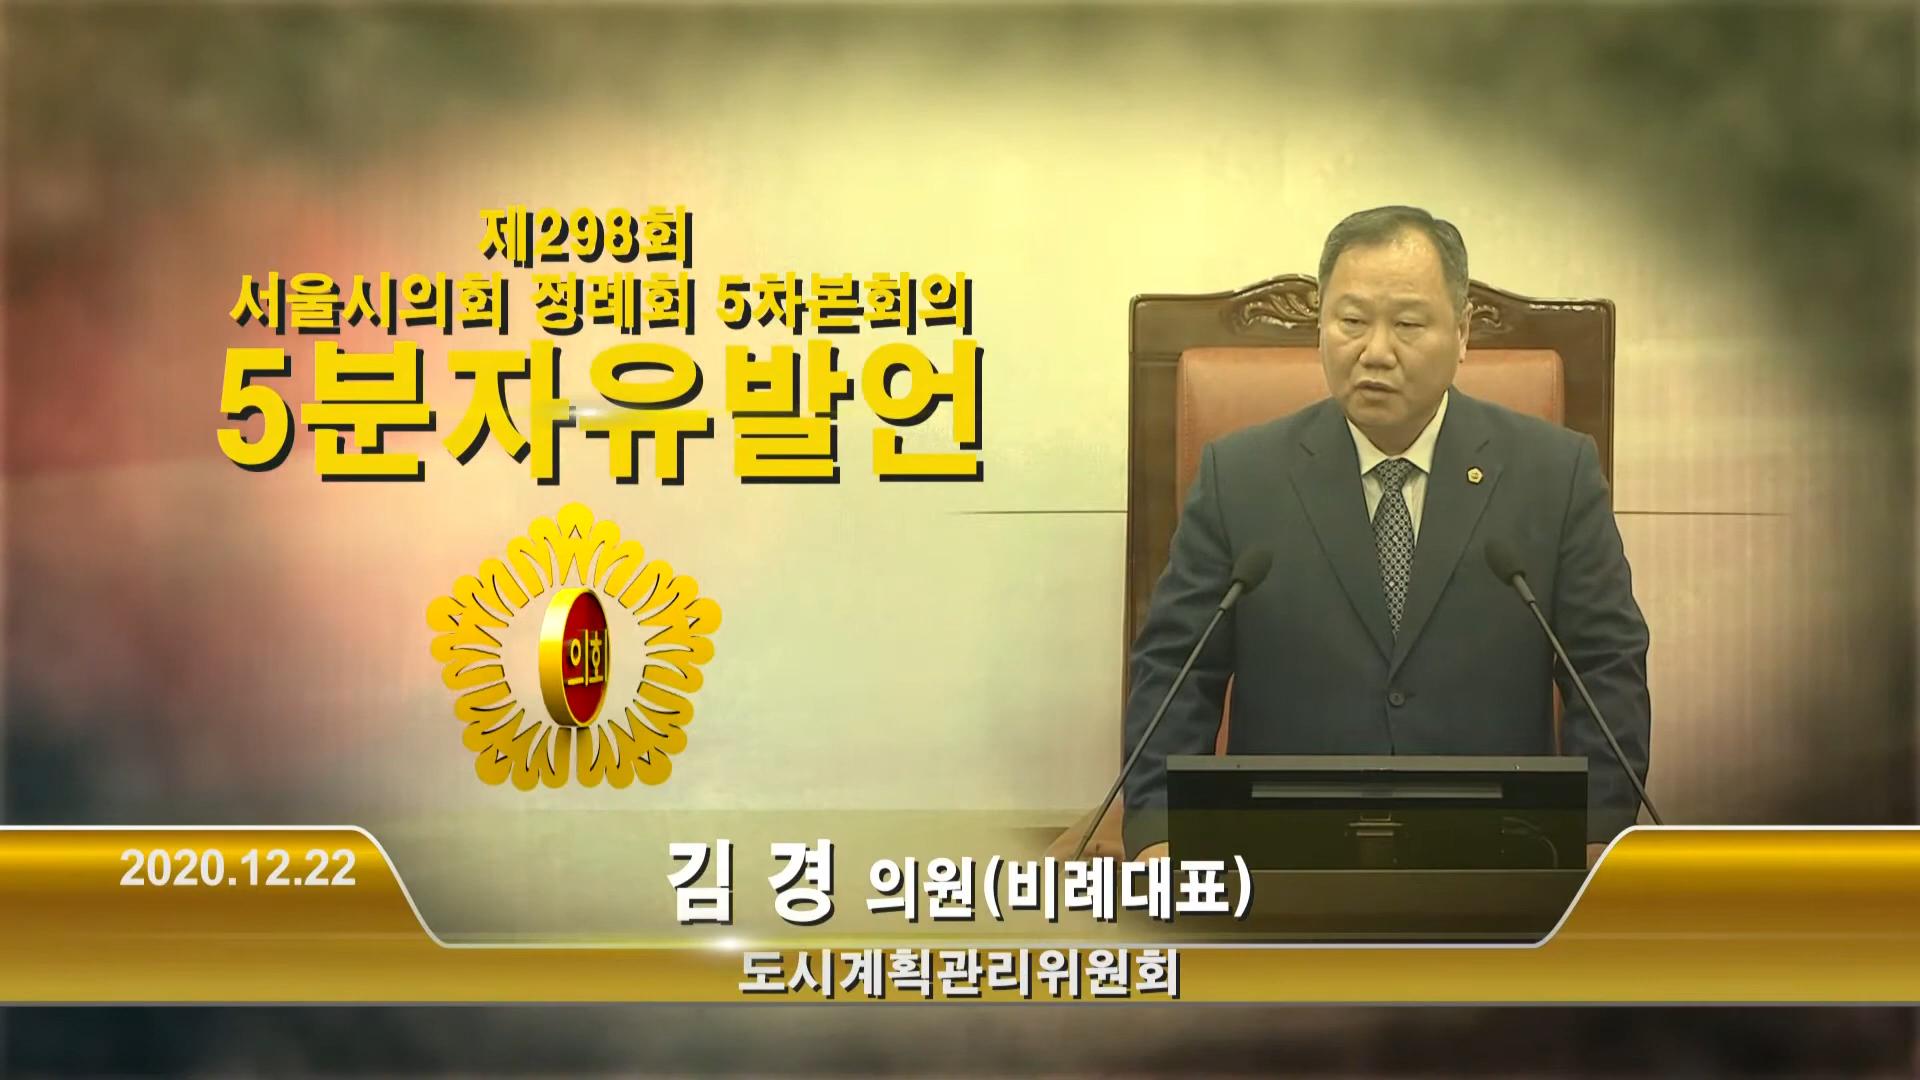 제298회
서울시의회 정례회 5차본회의
5분자유발언
의회
2020.12.22
김 경 의원(비례대표)
도시계획관리위원회